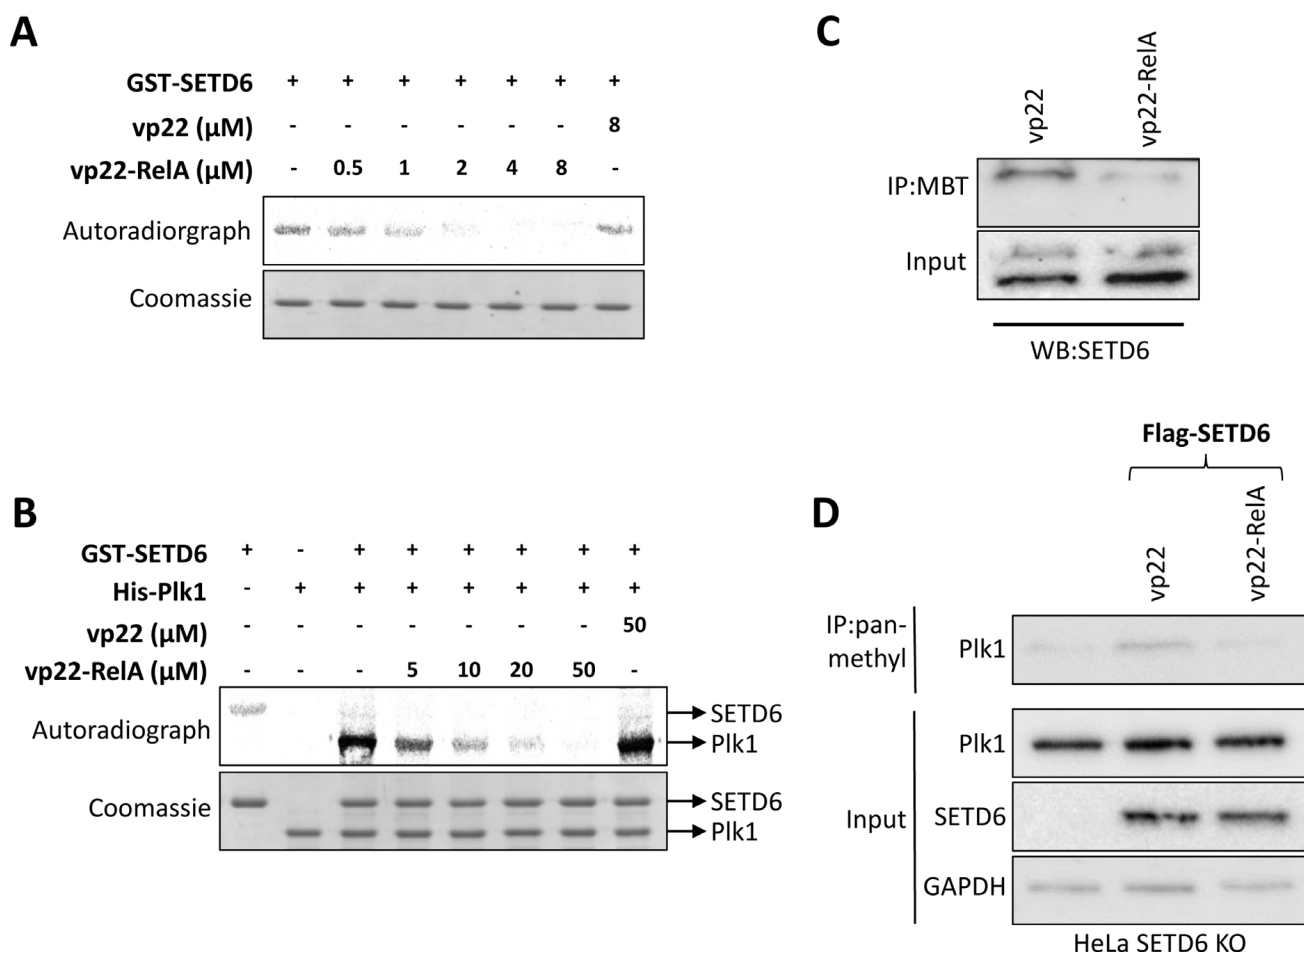 A
GST-SETD6 + + + + + + +
vp22 (µM) - - - - - - 8
vp22-RelA (µM) - 0.5 1 2 4 8 -
Autoradiorgraph
Coomassie
C
vp22
vp22-RelA
IP:MBT
Input
WB:SETD6
B
GST-SETD6 + - + + + + + +
His-Plk1 - + + + + + + +
vp22 (µM) - - - - - - - 50
vp22-RelA (µM) - - - 5 10 20 50 -
Autoradiograph
SETD6
Plk1
Coomassie
SETD6
Plk1
Flag-SETD6
D
vp22
vp22-RelA
IP:pan-
methyl
Plk1
Input
Plk1
SETD6
GAPDH
HeLa SETD6 KO